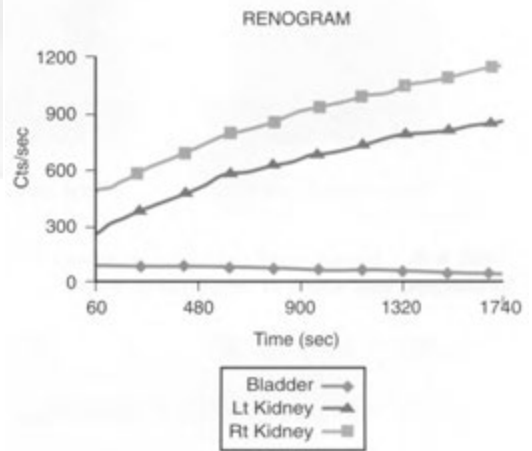 RENOGRAM
1200
900
600
300
0
Cts/sec
60 480 900 1320 1740
Time (sec)
Bladder
Lt Kidney
Rt Kidney